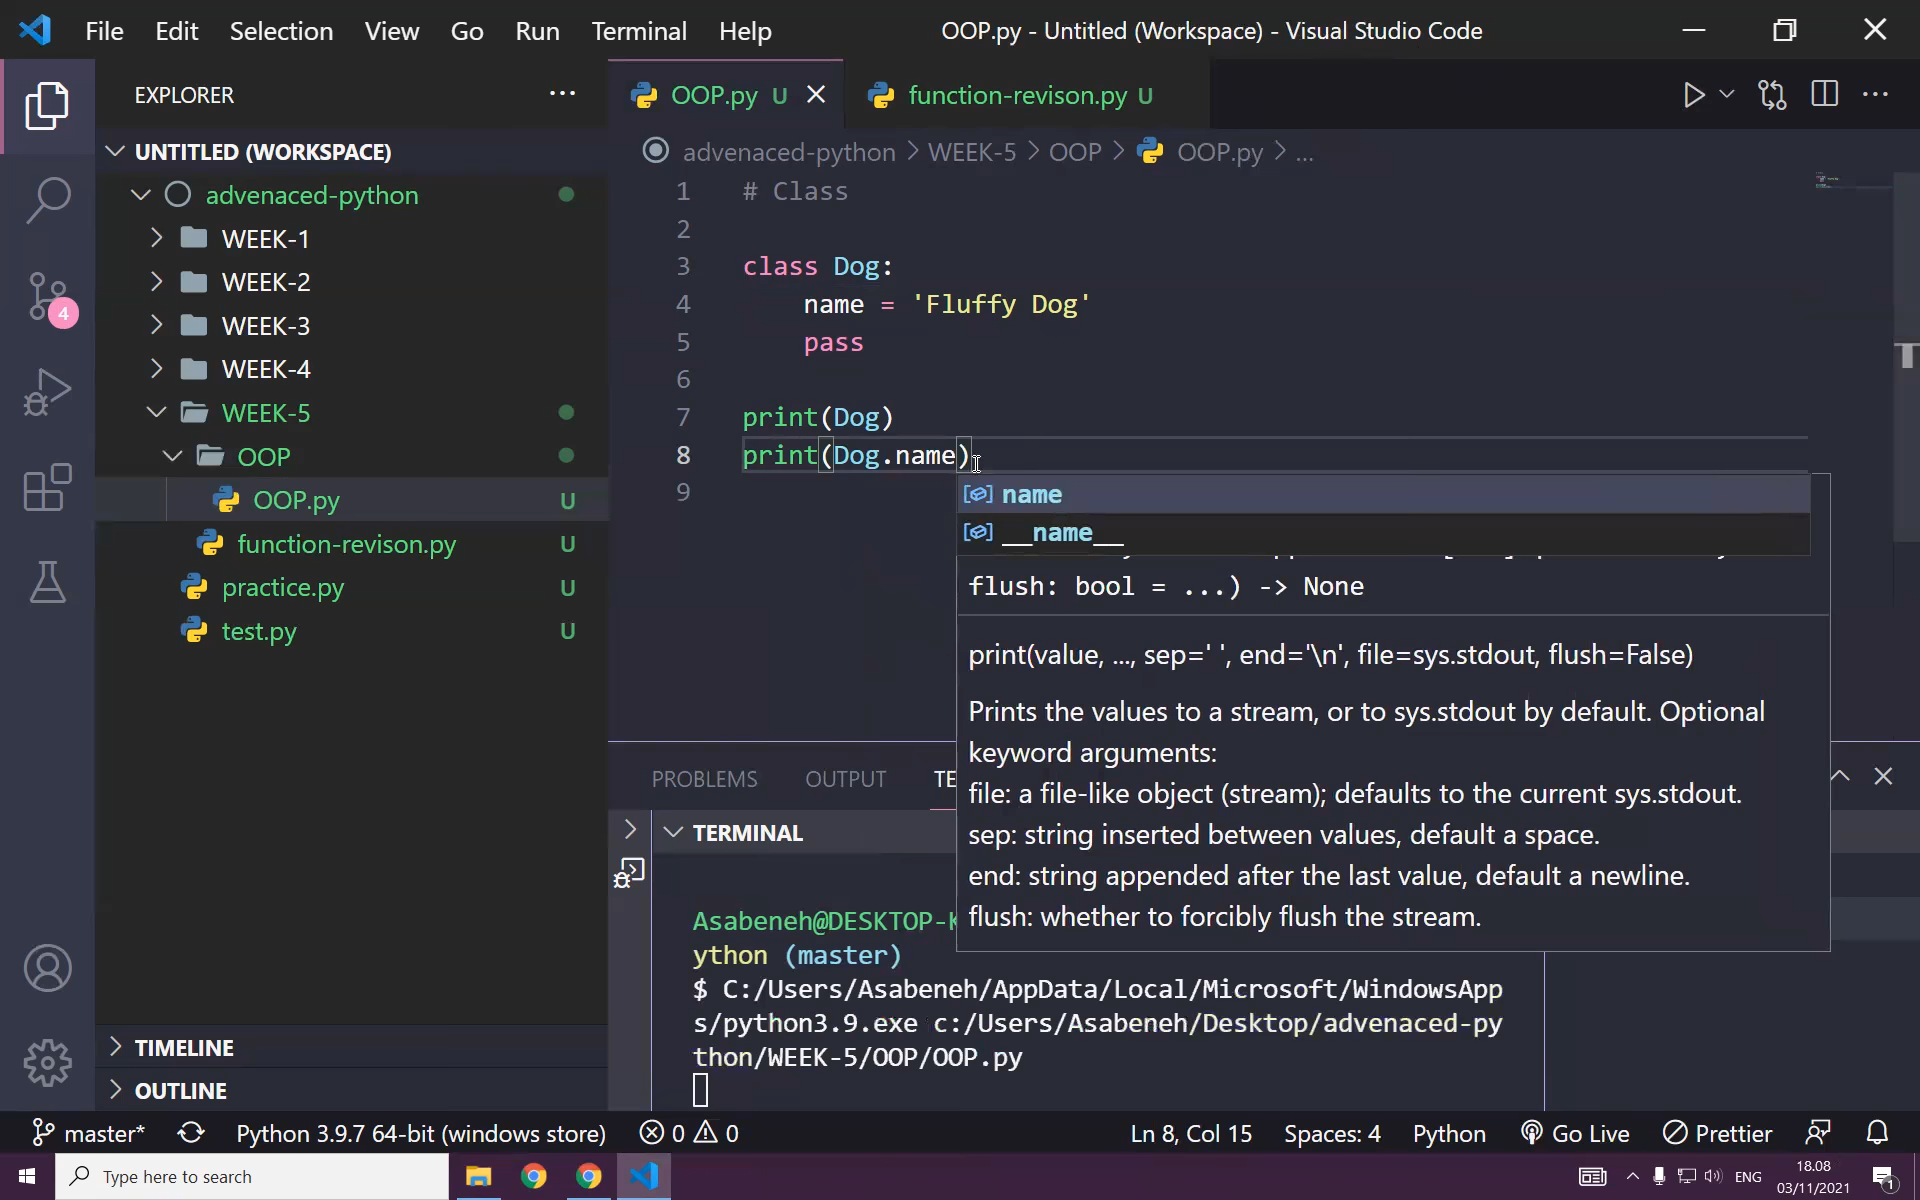 File Edit Selection View Go Run Terminal Help
OOP.py - Untitled (Workspace) - Visual Studio Code
EXPLORER
UNTITLED (WORKSPACE)
advenaced-python
WEEK-1
WEEK-2
WEEK-3
WEEK-4
WEEK-5
OOP
OOP.py U
function-revison.py U
practice.py U
test.py U
TIMELINE
OUTLINE
4
OOP.py U
function-revison.py U
advenaced-python > WEEK-5 > OOP > OOP.py > ...
1 # Class
2
3 class Dog:
4 name = 'Fluffy Dog'
5 pass
6
7 print(Dog)
8 print(Dog.name)
9
name
__name__
flush: bool = ...) -> None
print(value, ..., sep=' ', end='\n', file=sys.stdout, flush=False)
Prints the values to a stream, or to sys.stdout by default. Optional
keyword arguments:
file: a file-like object (stream); defaults to the current sys.stdout.
sep: string inserted between values, default a space.
end: string appended after the last value, default a newline.
flush: whether to forcibly flush the stream.
PROBLEMS OUTPUT TE
TERMINAL
Asabeneh@DESKTOP-K
ython (master)
$ C:/Users/Asabeneh/AppData/Local/Microsoft/WindowsApp
s/python3.9.exe c:/Users/Asabeneh/Desktop/advenaced-py
thon/WEEK-5/OOP/OOP.py
master* Python 3.9.7 64-bit (windows store) 0 0 Ln 8, Col 15 Spaces: 4 Python Go Live Prettier
Type here to search
ENG
18.08
03/11/2021
1